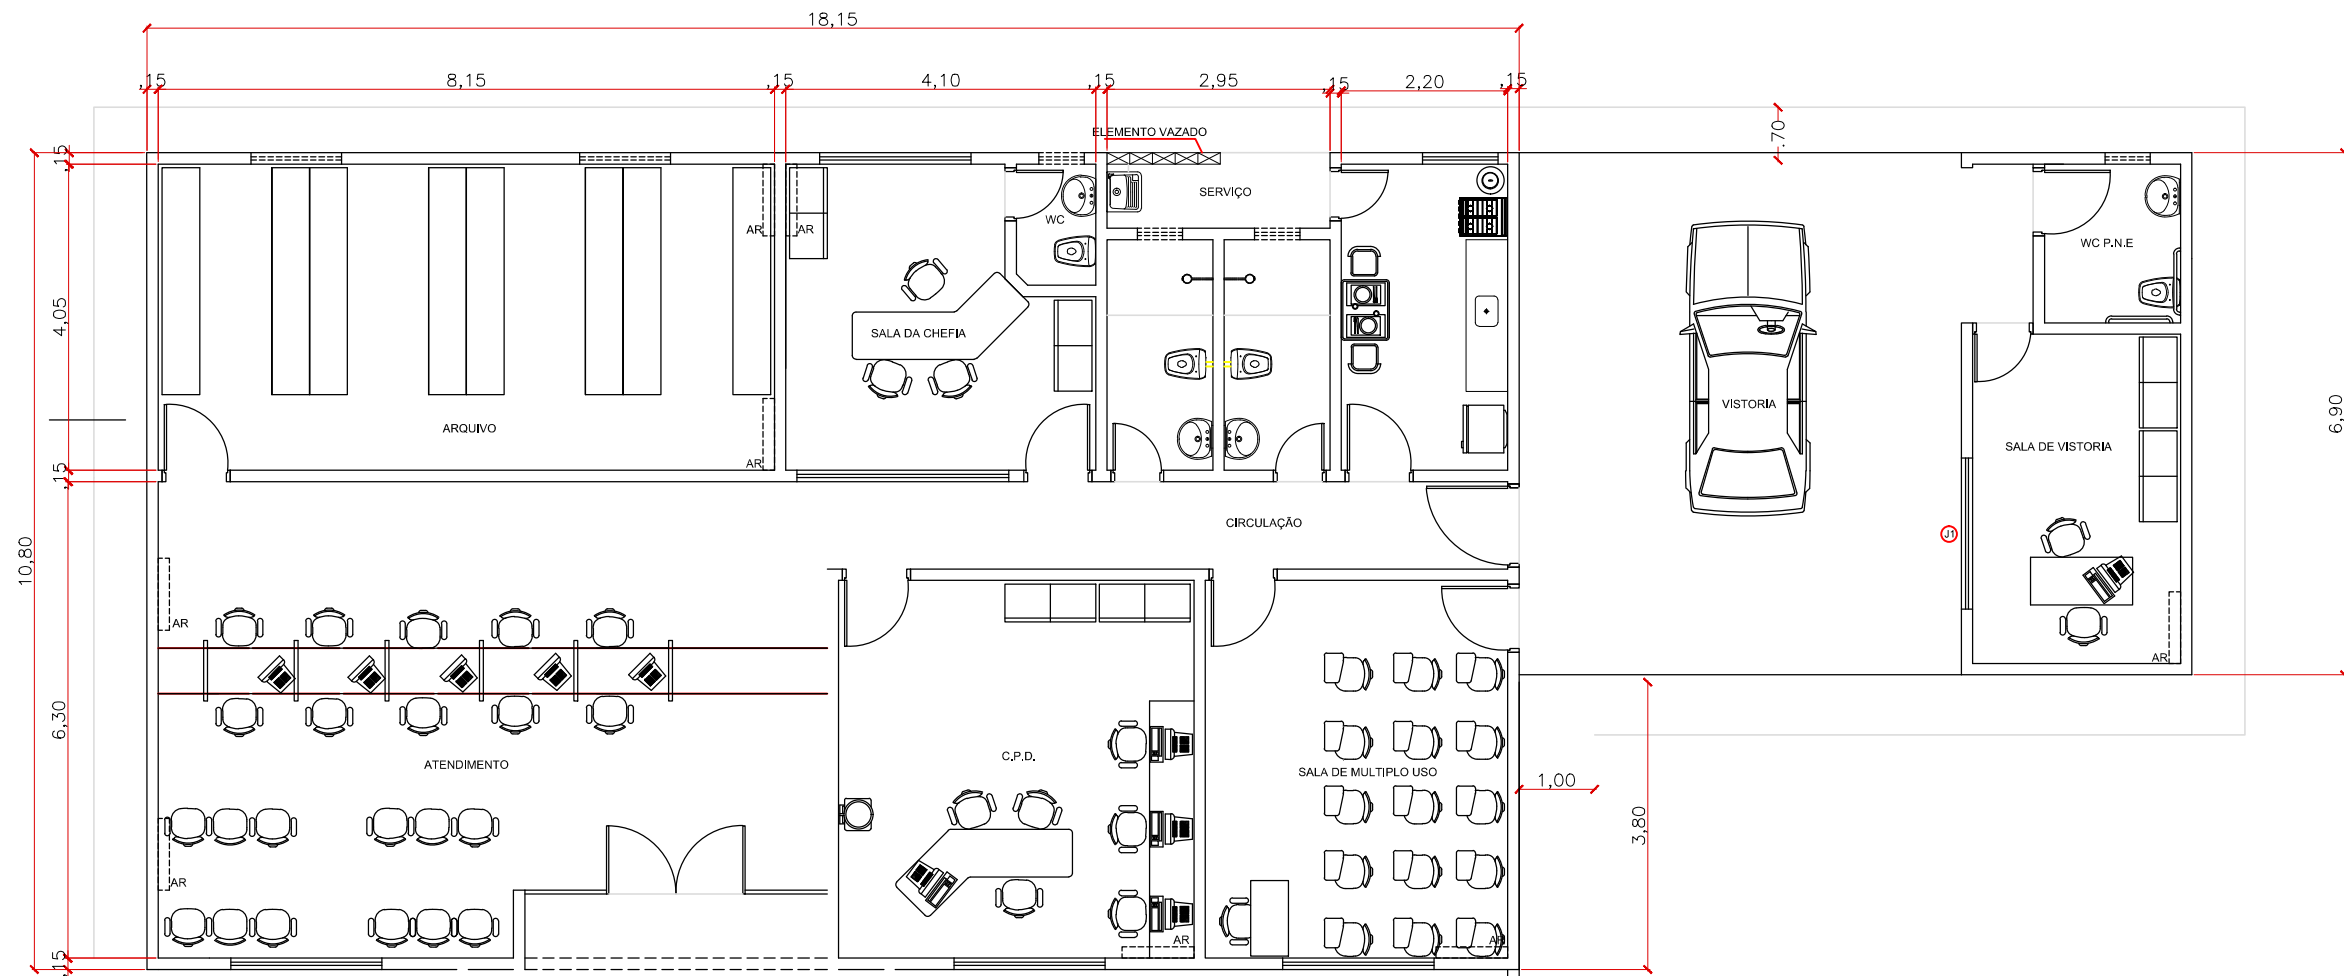 18,15
,15
8,15
,15
4,10
,15
2,95
,15
2,20
,15
.70
ELEMENTO VAZADO
,15
SERVIÇO
AR
AR
WC
WC P.N.E
4,05
SALA DA CHEFIA
VISTORIA
6,90
ARQUIVO
SALA DE VISTORIA
AR
,15
CIRCULAÇÃO
J1
10,80
AR
AR
6,30
ATENDIMENTO
C.P.D.
SALA DE MULTIPLO USO
1,00
3,80
AR
AR
AR
,15